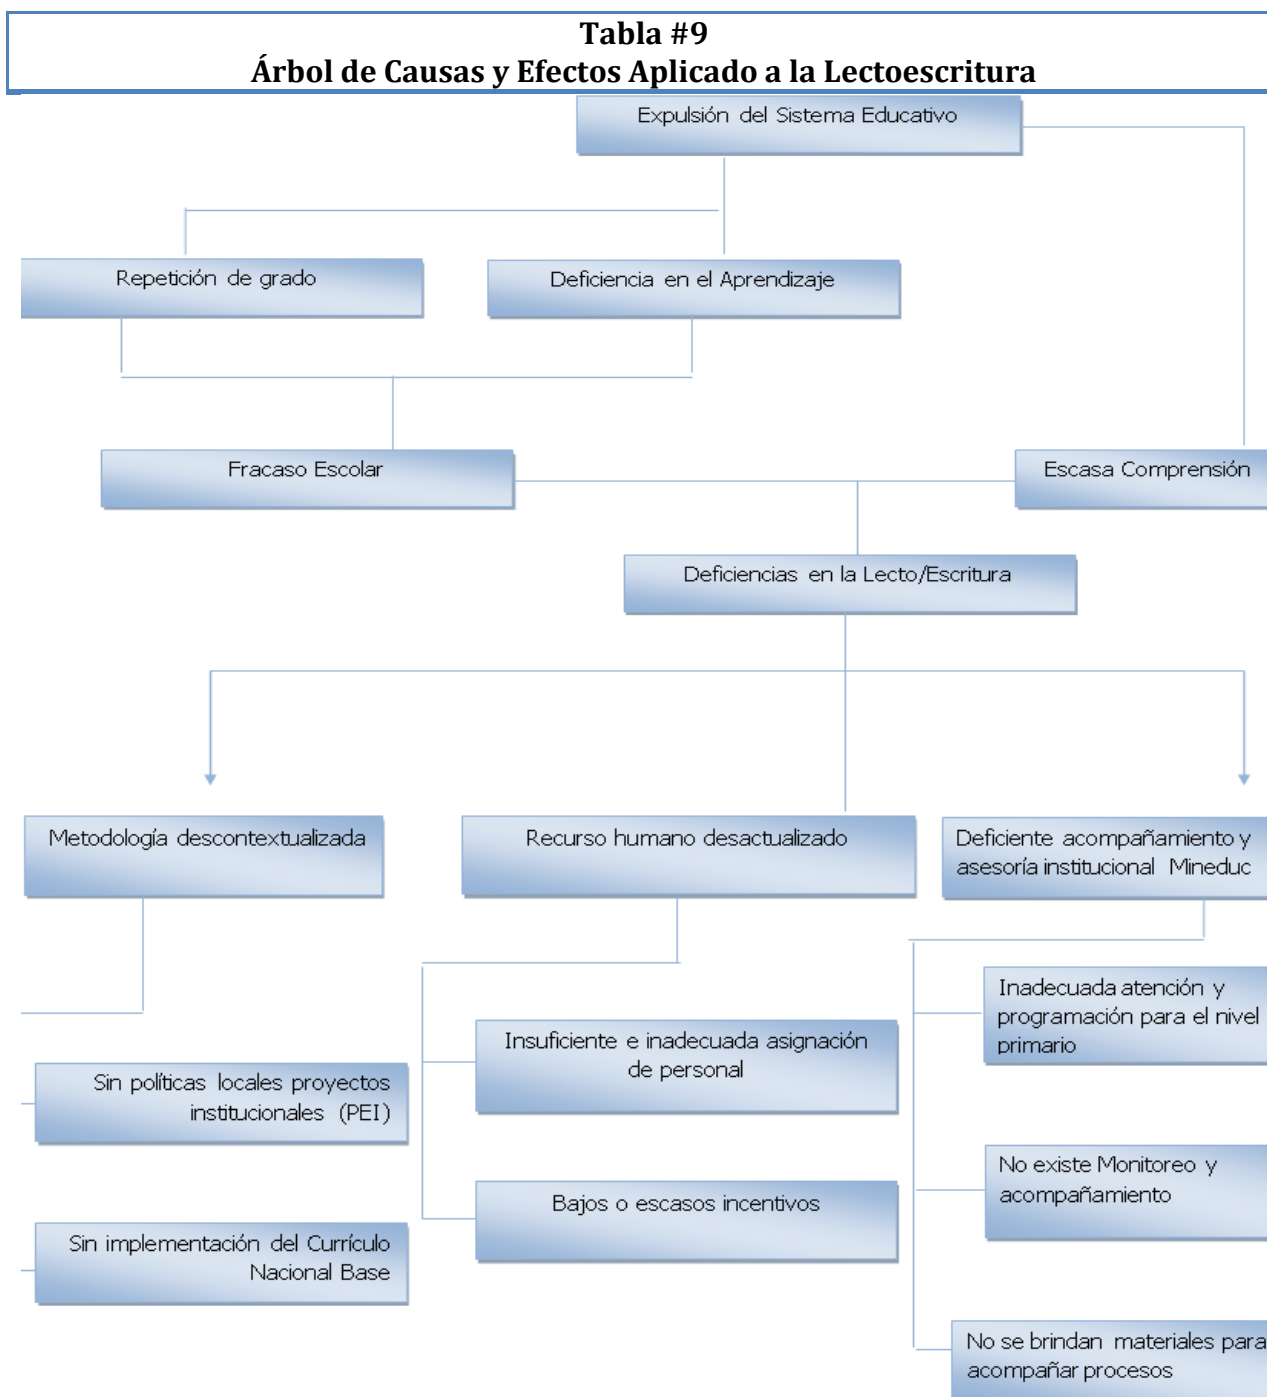 Tabla #9
Árbol de Causas y Efectos Aplicado a la Lectoescritura
Expulsión del Sistema Educativo
Repetición de grado
Deficiencia en el Aprendizaje
Fracaso Escolar
Escasa Comprensión
Deficiencias en la Lecto/Escritura
Metodología descontextualizada
Recurso humano desactualizado
Deficiente acompañamiento y
asesoría institucional Mineduc
Sin políticas locales proyectos
institucionales (PEI)
Sin implementación del Currículo
Nacional Base
Insuficiente e inadecuada asignación
de personal
Bajos o escasos incentivos
Inadecuada atención y
programación para el nivel
primario
No existe Monitoreo y
acompañamiento
No se brindan materiales para
acompañar procesos